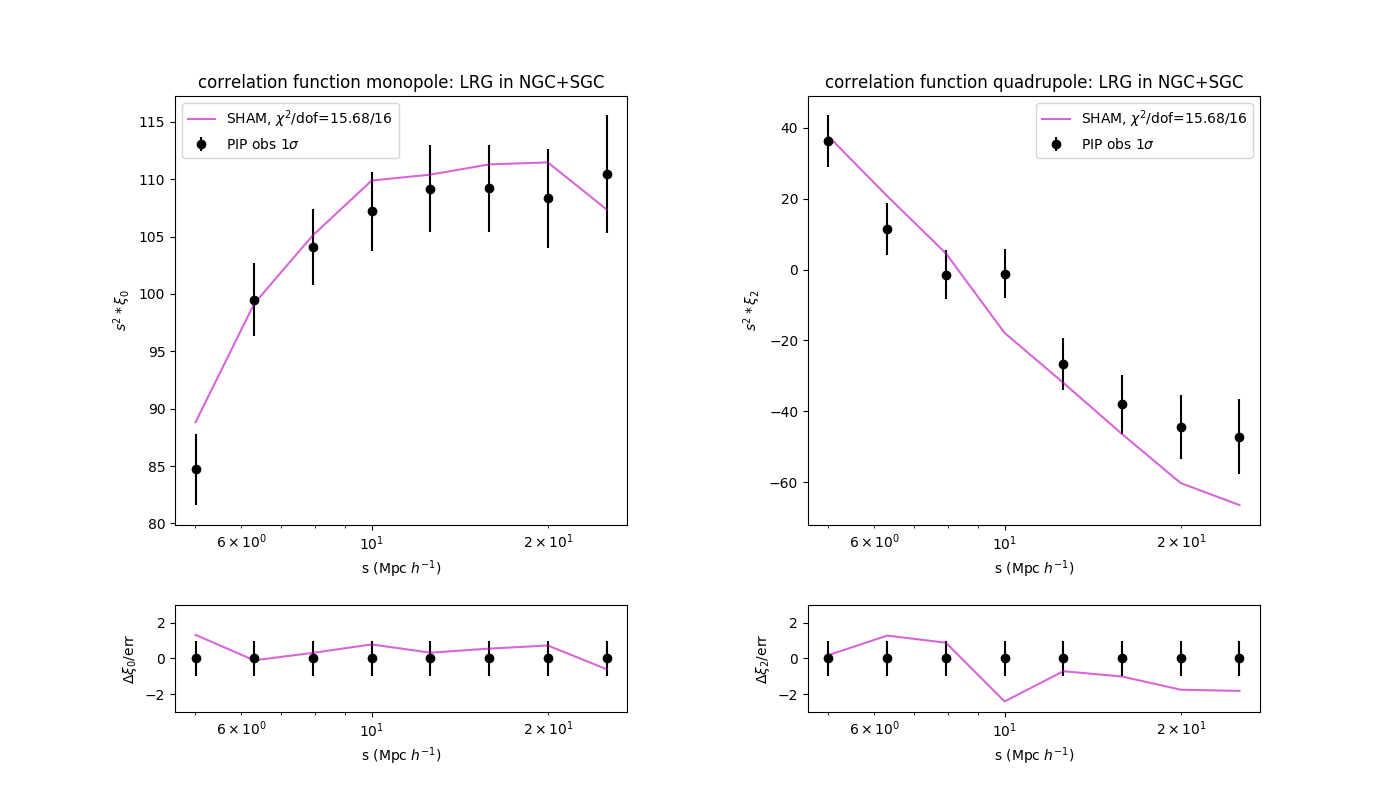 correlation function monopole: LRG in NGC+SGC
SHAM, χ²/dof=15.68/16
PIP obs 1σ
115
110
105
100
95
90
85
80
s² * ξ₀
6 × 10⁰
10¹
2 × 10¹
s (Mpc h⁻¹)
2
0
−2
Δξ₀/err
6 × 10⁰
10¹
2 × 10¹
s (Mpc h⁻¹)
correlation function quadrupole: LRG in NGC+SGC
SHAM, χ²/dof=15.68/16
PIP obs 1σ
40
20
0
−20
−40
−60
s² * ξ₂
6 × 10⁰
10¹
2 × 10¹
s (Mpc h⁻¹)
2
0
−2
Δξ₂/err
6 × 10⁰
10¹
2 × 10¹
s (Mpc h⁻¹)